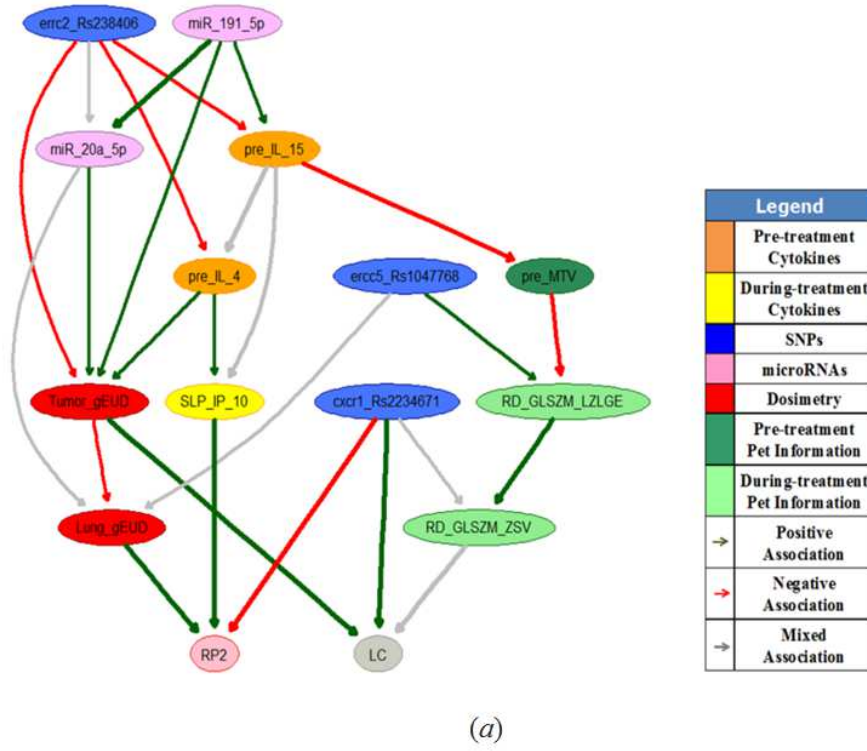 errc2_Rs238406
miR_191_5p
miR_20a_5p
pre_IL_15
pre_IL_4
ercc5_Rs1047768
pre_MTV
Tumor_gEUD
SLP_IP_10
cxcr1_Rs2234671
RD_GLSZM_LZLGE
Lung_gEUD
RD_GLSZM_ZSV
RP2
LC
Legend
Pre-treatment
Cytokines
During-treatment
Cytokines
SNPs
microRNAs
Dosimetry
Pre-treatment
Pet Information
During-treatment
Pet Information
Positive
Association
Negative
Association
Mixed
Association
(a)